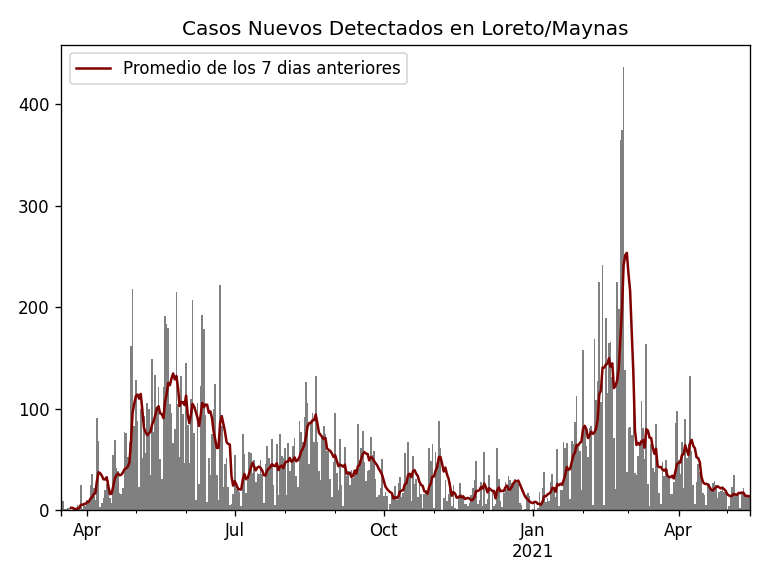 Casos Nuevos Detectados en Loreto/Maynas
Promedio de los 7 dias anteriores
400
300
200
100
0
Apr Jul Oct Jan Apr
2021